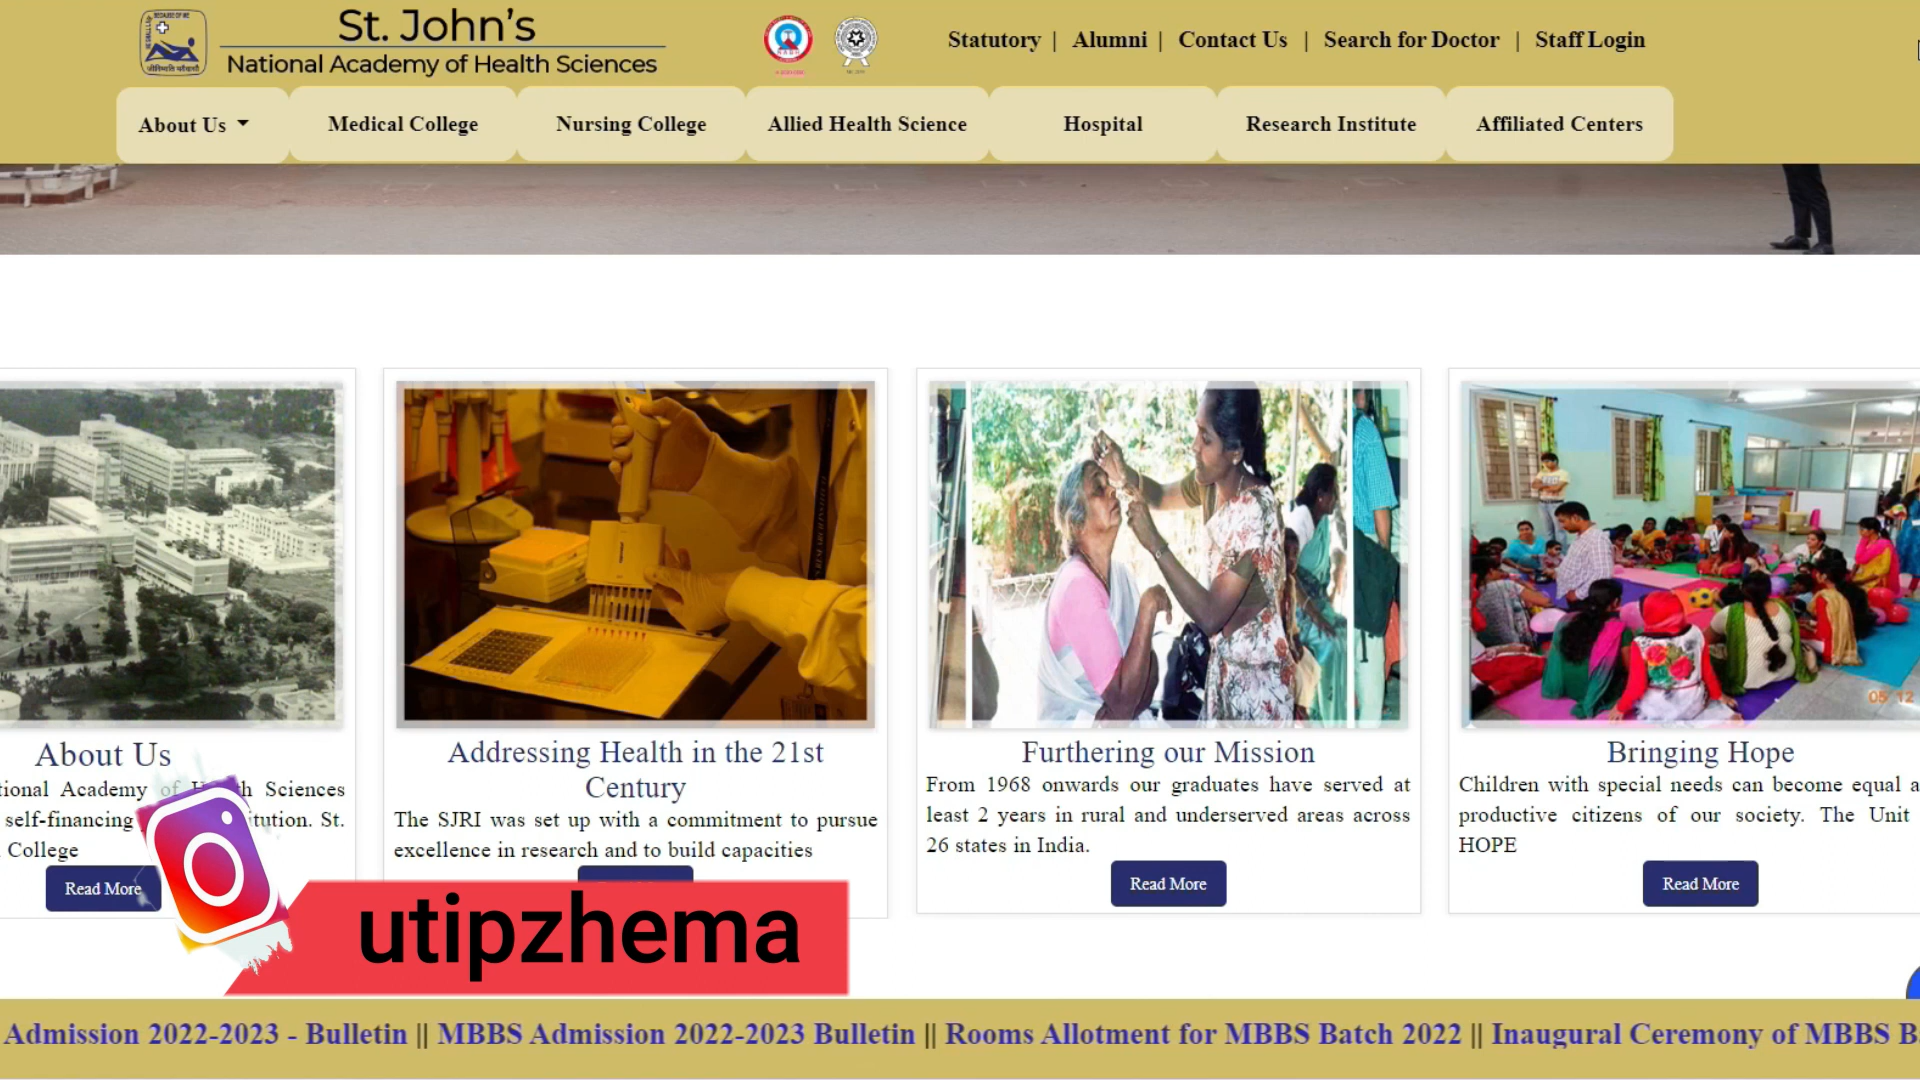 St. John's
National Academy of Health Sciences
Statutory | Alumni | Contact Us | Search for Doctor | Staff Login
About Us
Medical College
Nursing College
Allied Health Science
Hospital
Research Institute
Affiliated Centers
About Us
Academy of Health Sciences
self-financing
St.
College
Read More
Addressing Health in the 21st
Century
The SJRI was set up with a commitment to pursue
excellence in research and to build capacities
Furthering our Mission
From 1968 onwards our graduates have served at
least 2 years in rural and underserved areas across
26 states in India.
Read More
05 12
Bringing Hope
Children with special needs can become equal a
productive citizens of our society. The Unit
HOPE
Read More
utipzhema
Admission 2022-2023 - Bulletin || MBBS Admission 2022-2023 Bulletin || Rooms Allotment for MBBS Batch 2022 || Inaugural Ceremony of MBBS B